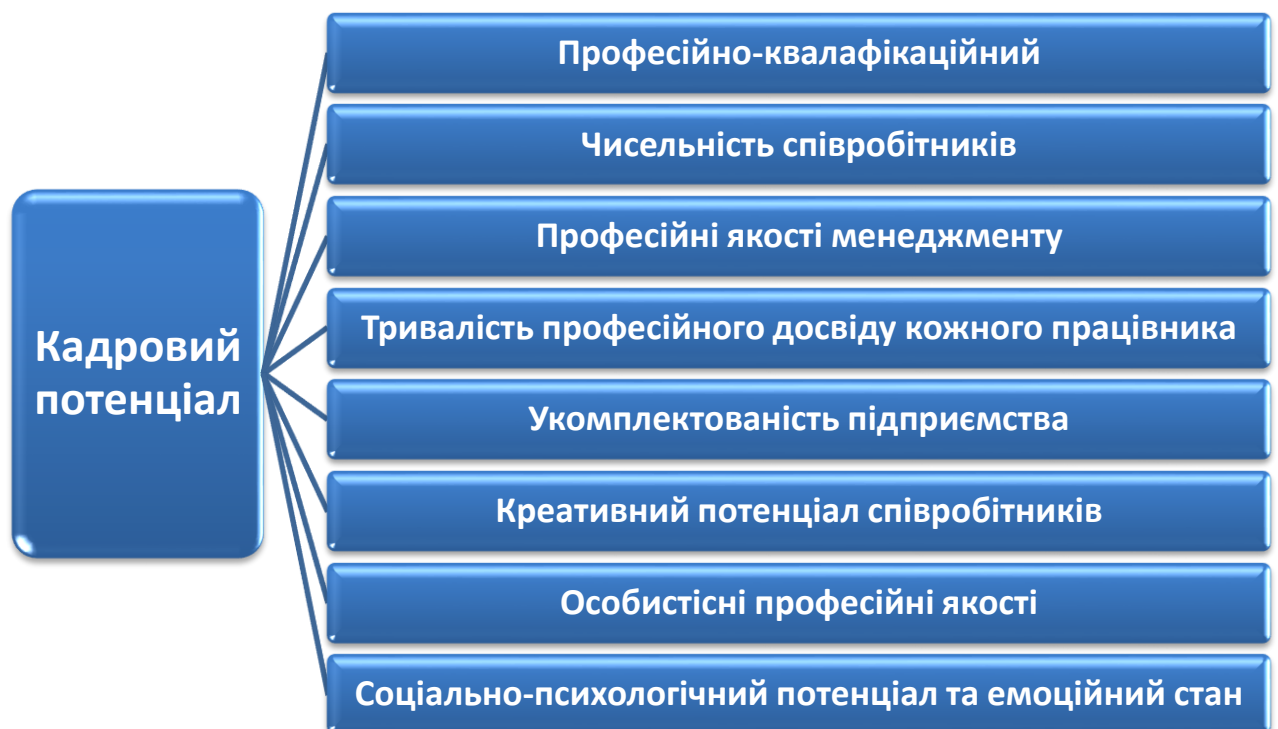 Кадровий
потенціал
Професійно-квалафікаційний
Чисельність співробітників
Професійні якості менеджменту
Тривалість професійного досвіду кожного працівника
Укомплектованість підприємства
Креативний потенціал співробітників
Особистісні професійні якості
Соціально-психологічний потенціал та емоційний стан